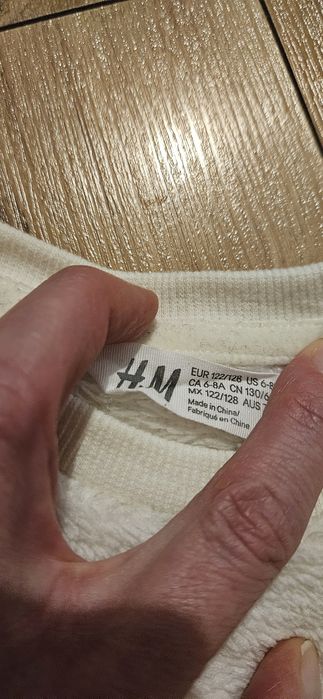 H&M
EUR 122/128 US 6-8
CA 6-8A CN 130/6
MX 122/128 AUS
Made in China/
Fabriqué en Chine